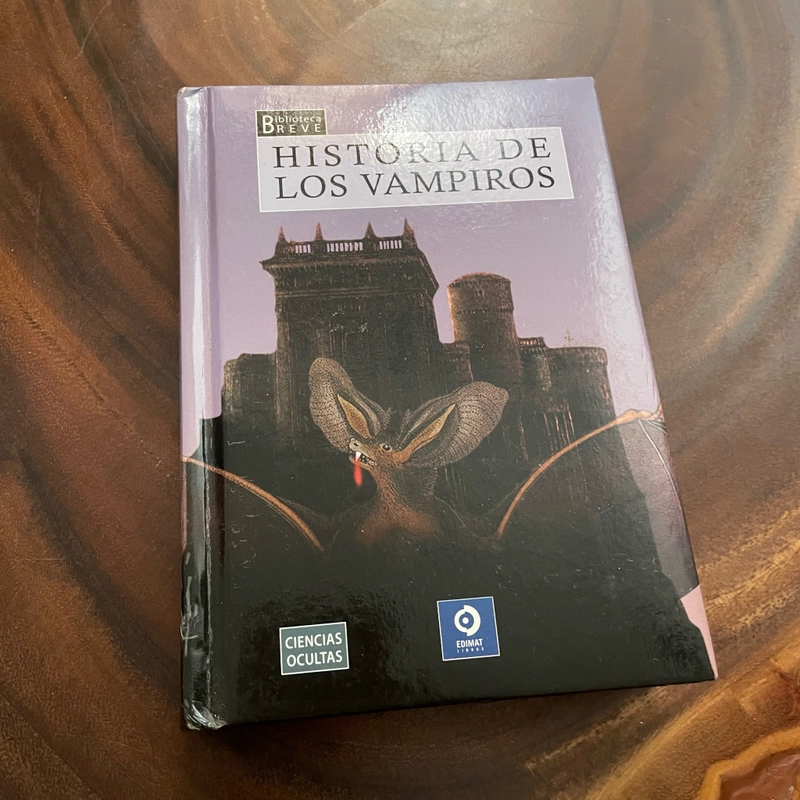 Biblioteca
BREVE
HISTORIA DE
LOS VAMPIROS
CIENCIAS
OCULTAS
EDIMAT
LIBROS